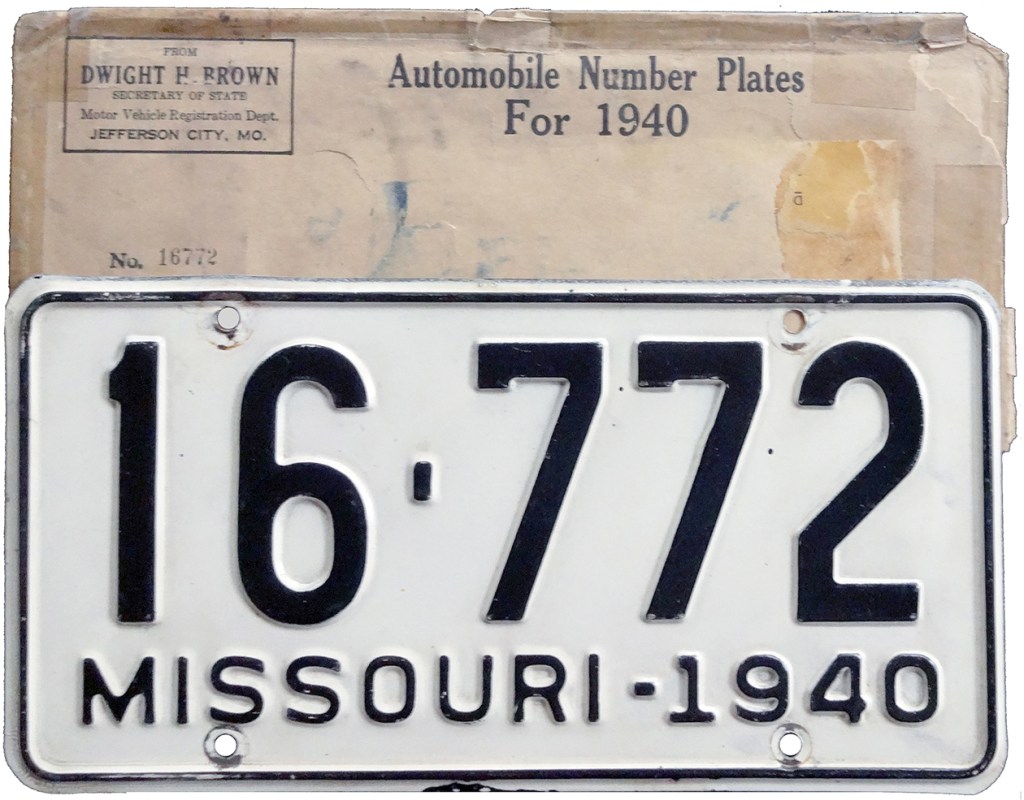 FROM
DWIGHT H. BROWN
SECRETARY OF STATE
Motor Vehicle Registration Dept.
JEFFERSON CITY, MO.
Automobile Number Plates
For 1940
No. 16772
16-772
MISSOURI-1940